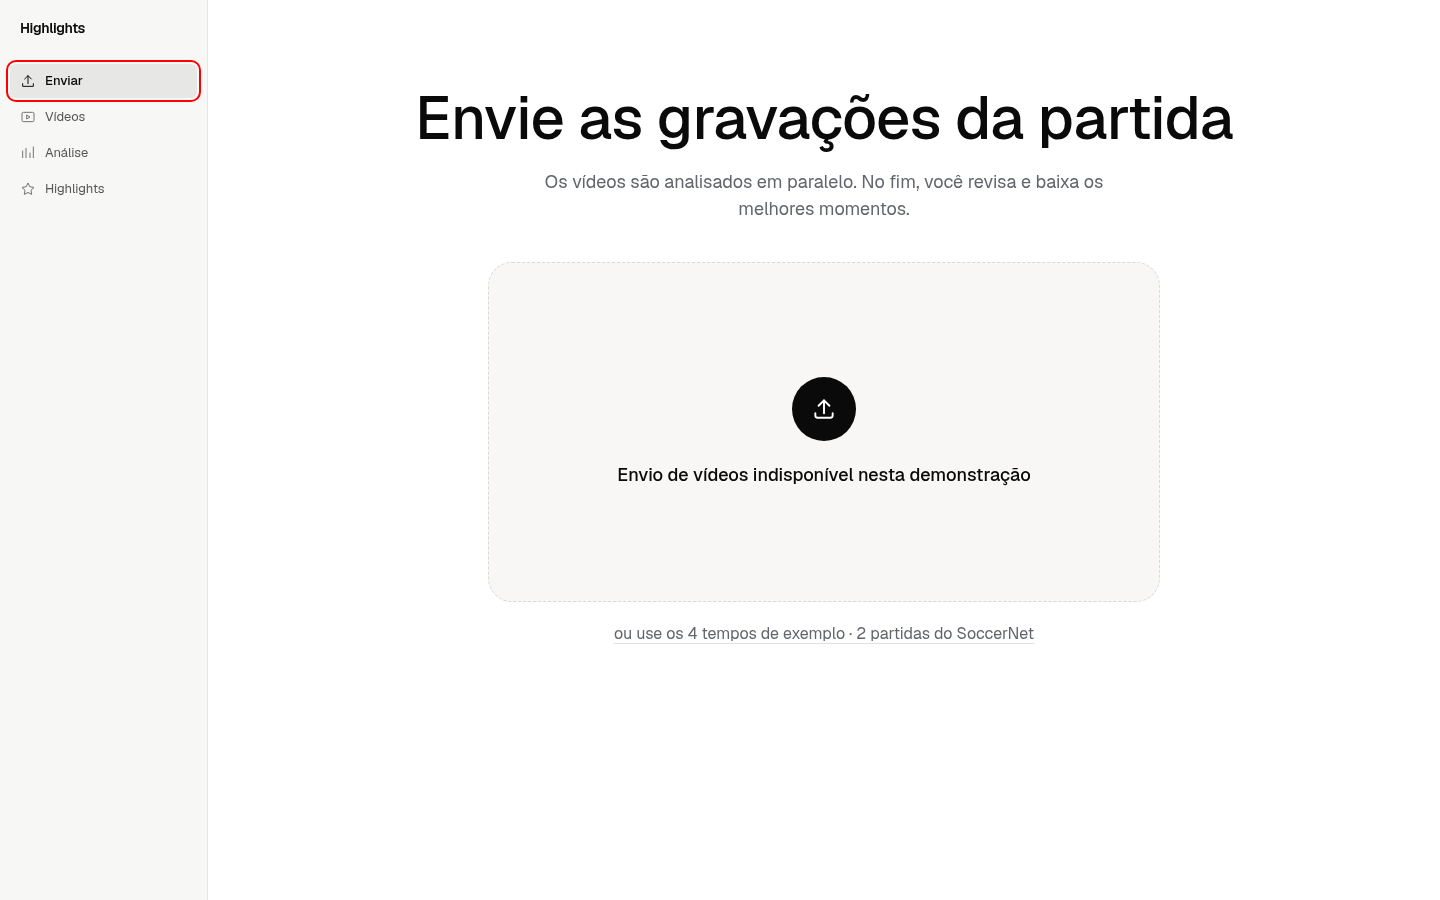 Highlights
Enviar
Vídeos
Análise
Highlights
Envie as gravações da partida
Os vídeos são analisados em paralelo. No fim, você revisa e baixa os
melhores momentos.
Envio de vídeos indisponível nesta demonstração
ou use os 4 tempos de exemplo · 2 partidas do SoccerNet